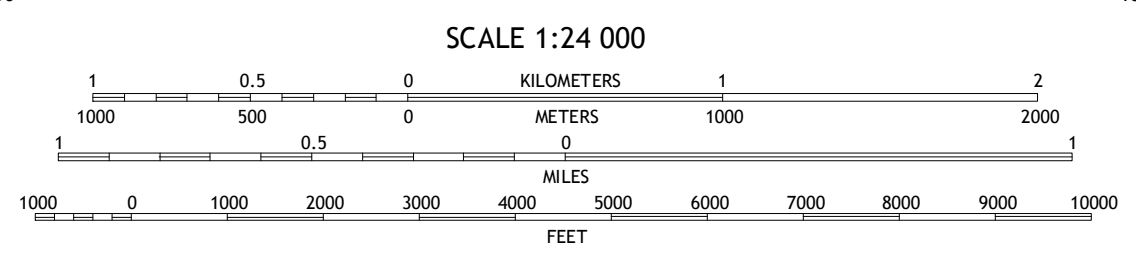 SCALE 1:24 000
1 0.5 0 KILOMETERS 1 2
1000 500 0 METERS 1000 2000
1 0.5 0 1
MILES
1000 0 1000 2000 3000 4000 5000 6000 7000 8000 9000 10000
FEET